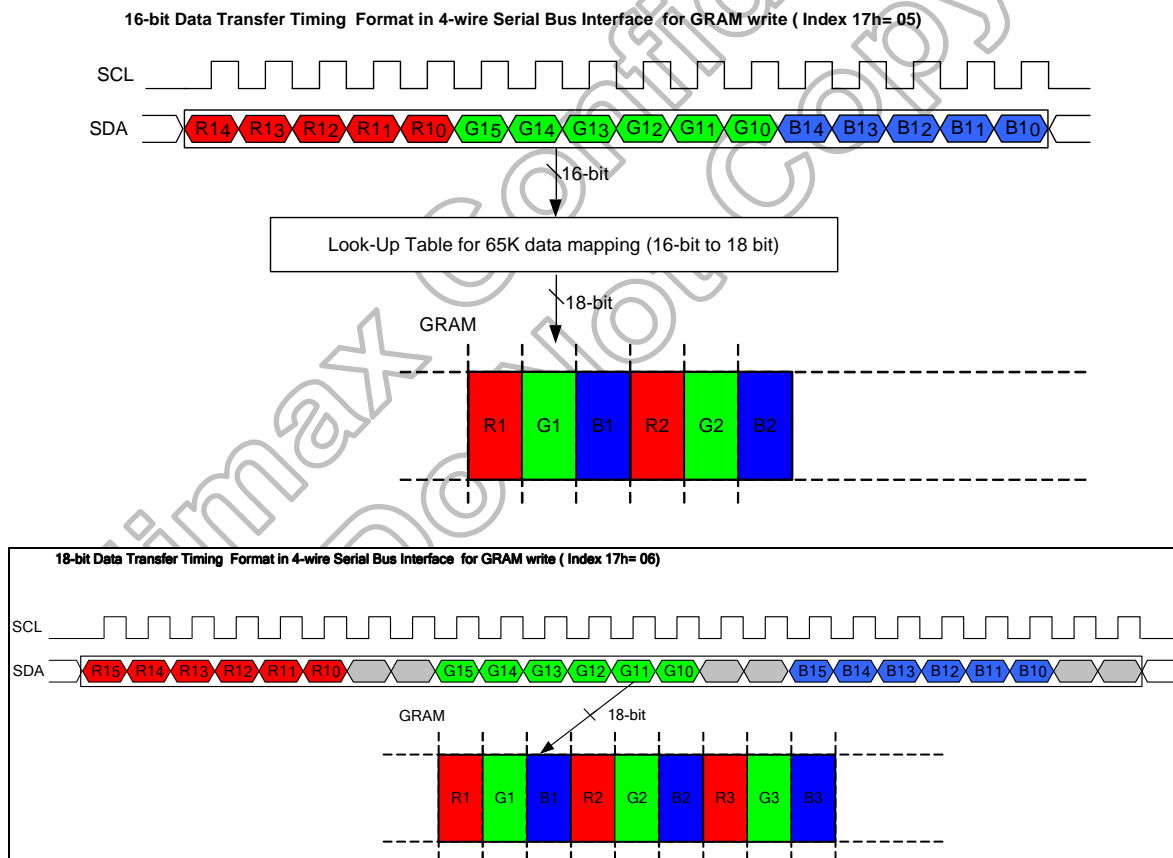 16-bit Data Transfer Timing Format in 4-wire Serial Bus Interface for GRAM write ( Index 17h= 05)
SCL
SDA R14 R13 R12 R11 R10 G15 G14 G13 G12 G11 G10 B14 B13 B12 B11 B10
16-bit
Look-Up Table for 65K data mapping (16-bit to 18 bit)
18-bit
GRAM
R1 G1 B1 R2 G2 B2
18-bit Data Transfer Timing Format in 4-wire Serial Bus Interface for GRAM write ( Index 17h= 06)
SCL
SDA R15 R14 R13 R12 R11 R10 G15 G14 G13 G12 G11 G10 B15 B14 B13 B12 B11 B10
GRAM 18-bit
R1 G1 B1 R2 G2 B2 R3 G3 B3